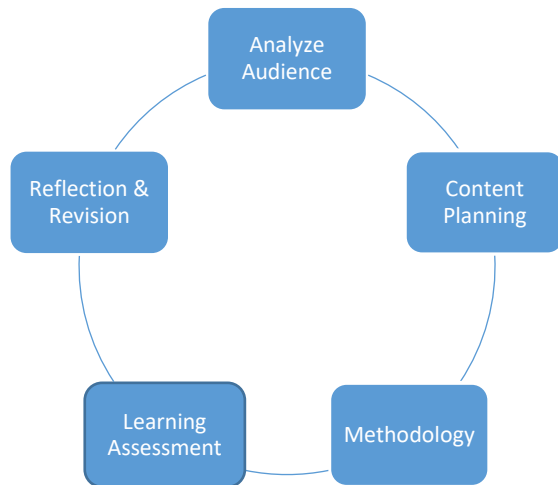 Analyze
Audience
Content
Planning
Methodology
Learning
Assessment
Reflection &
Revision